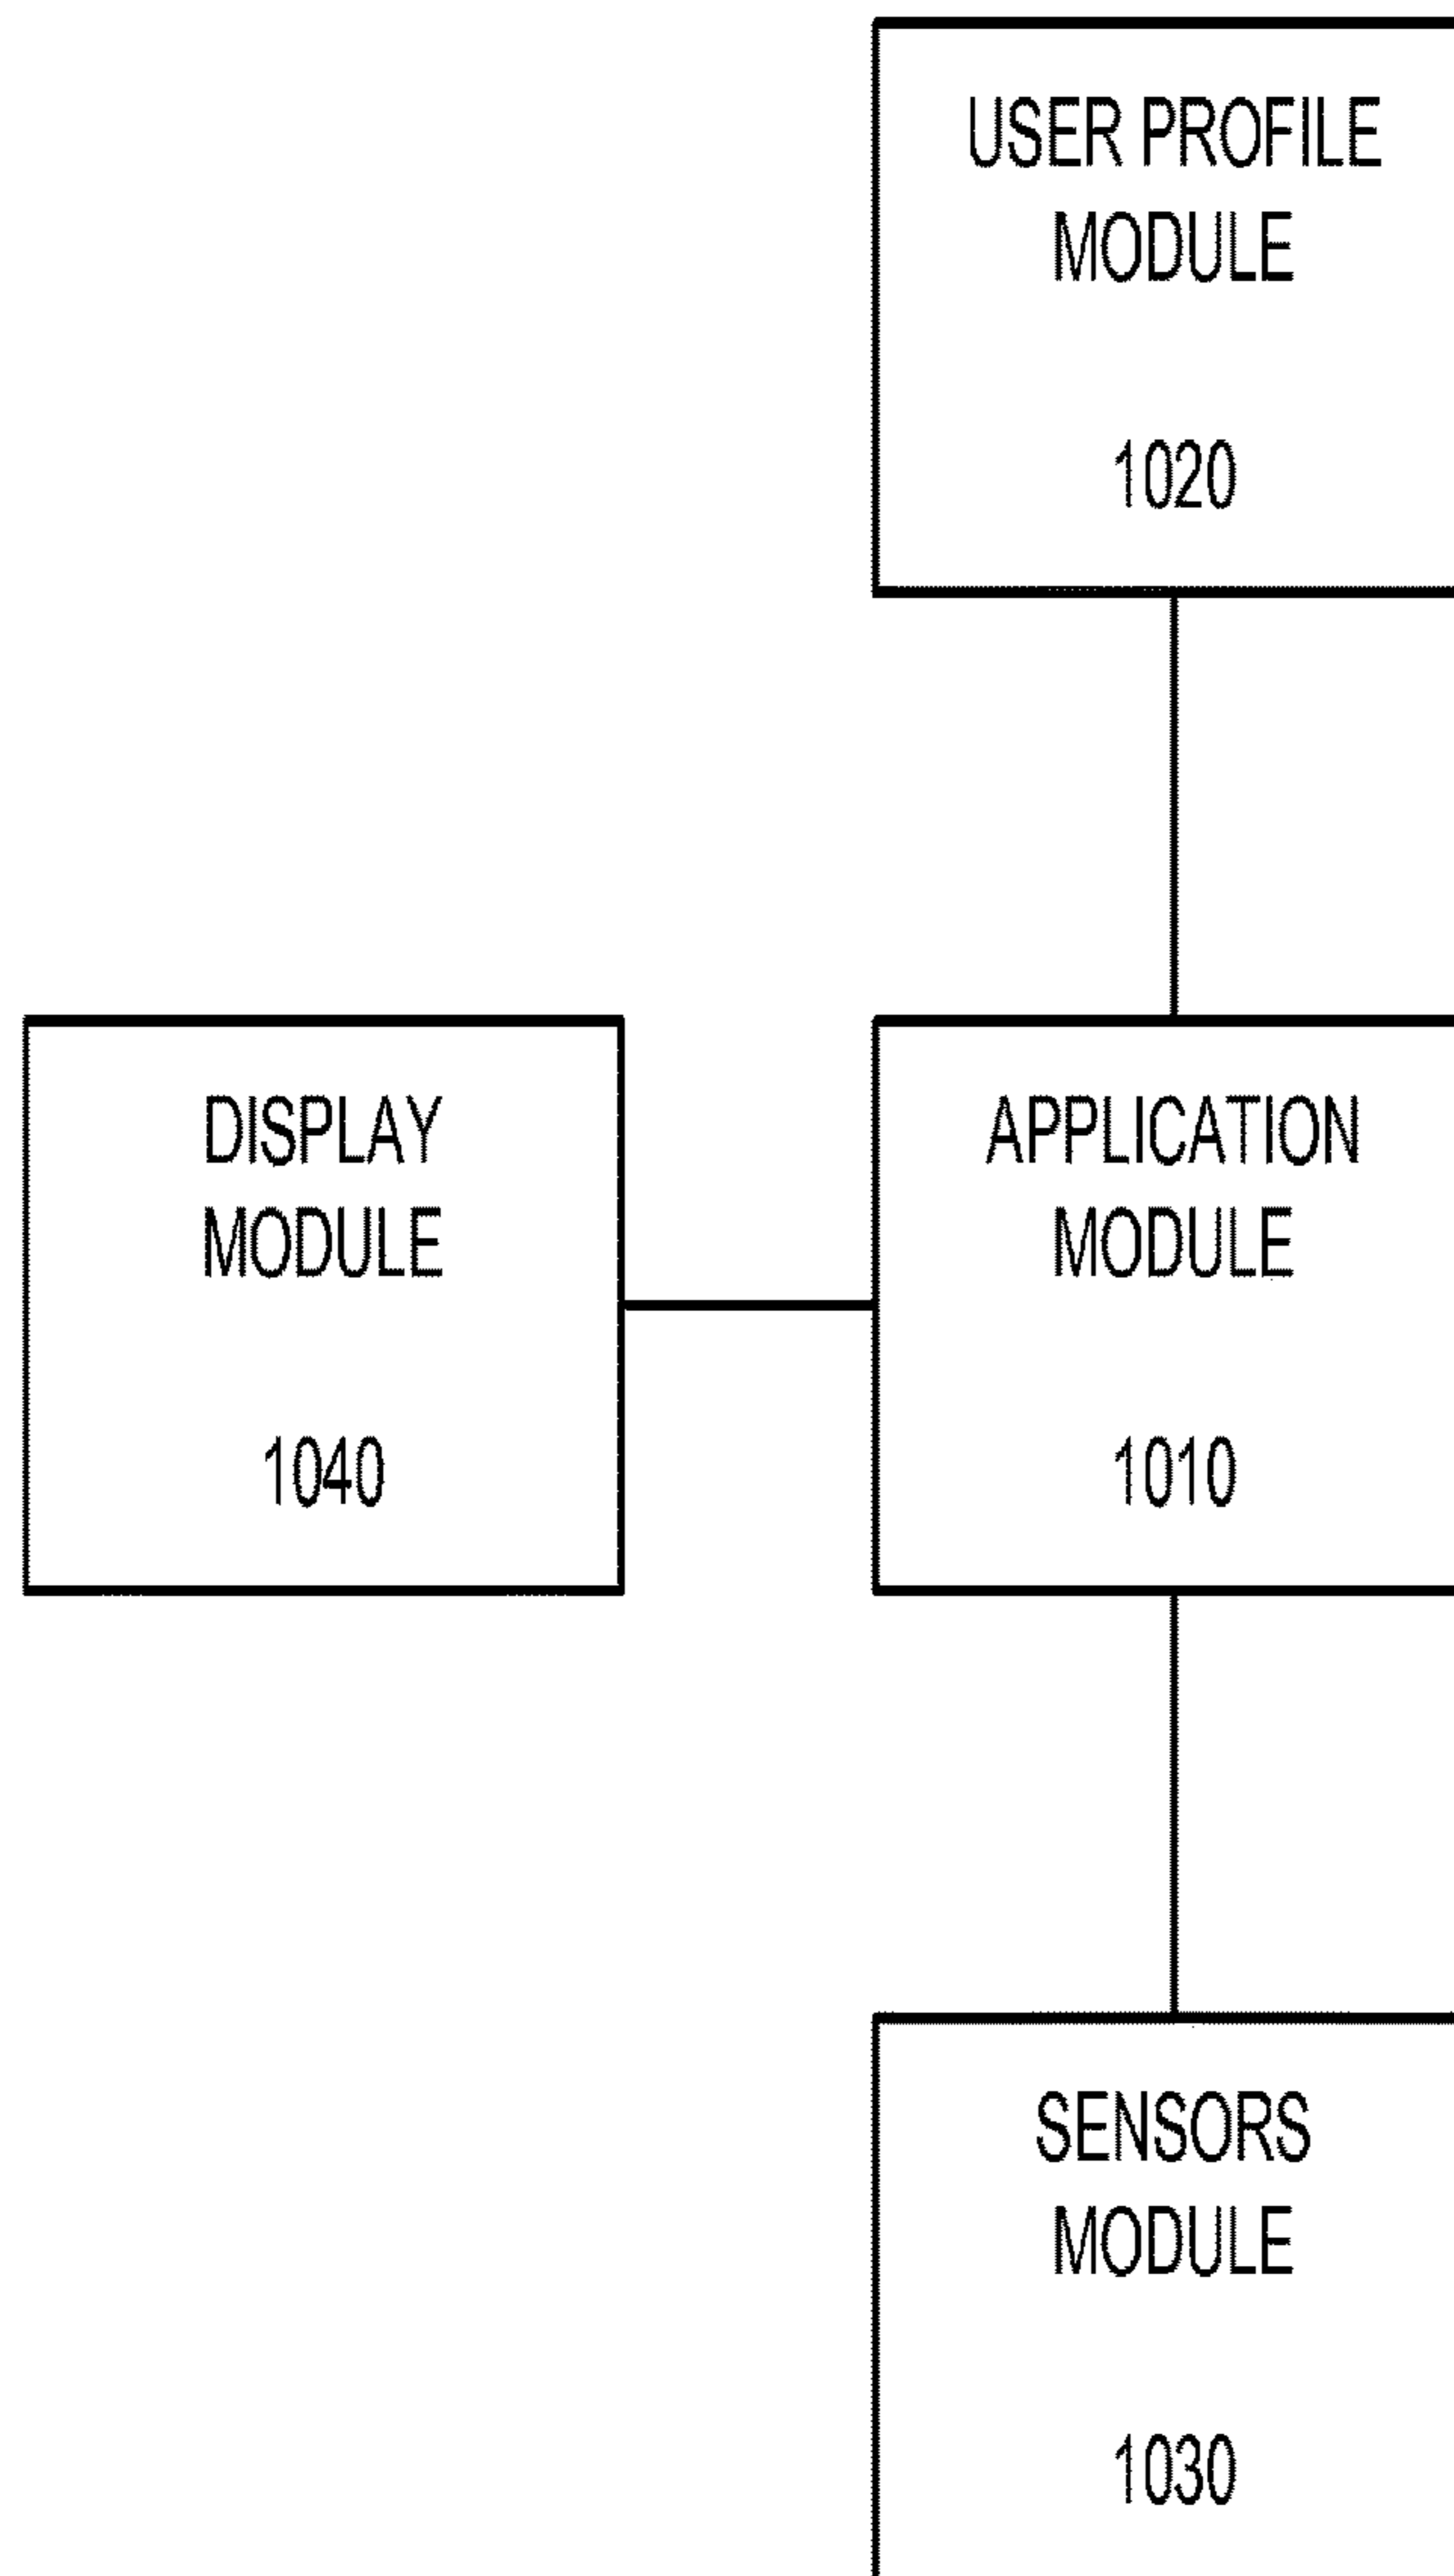 USER PROFILE
MODULE
1020
DISPLAY
MODULE
1040
APPLICATION
MODULE
1010
SENSORS
MODULE
1030